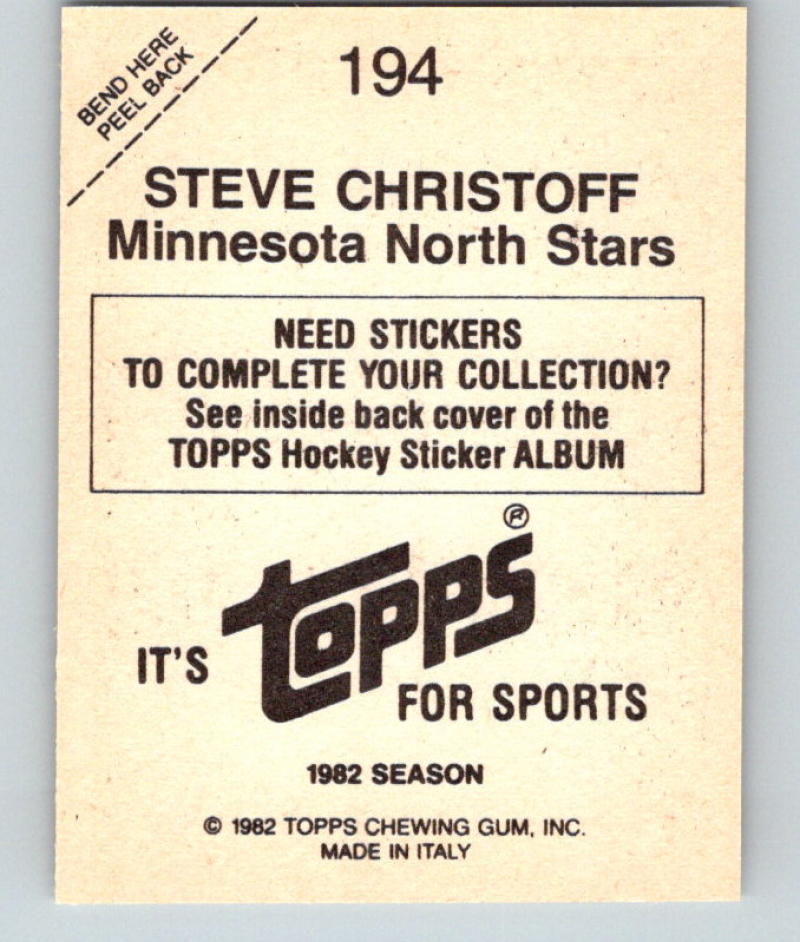 BEND HERE
PEEL BACK
194
STEVE CHRISTOFF
Minnesota North Stars
NEED STICKERS
TO COMPLETE YOUR COLLECTION?
See inside back cover of the
TOPPS Hockey Sticker ALBUM
IT'S topps® FOR SPORTS
1982 SEASON
© 1982 TOPPS CHEWING GUM, INC.
MADE IN ITALY